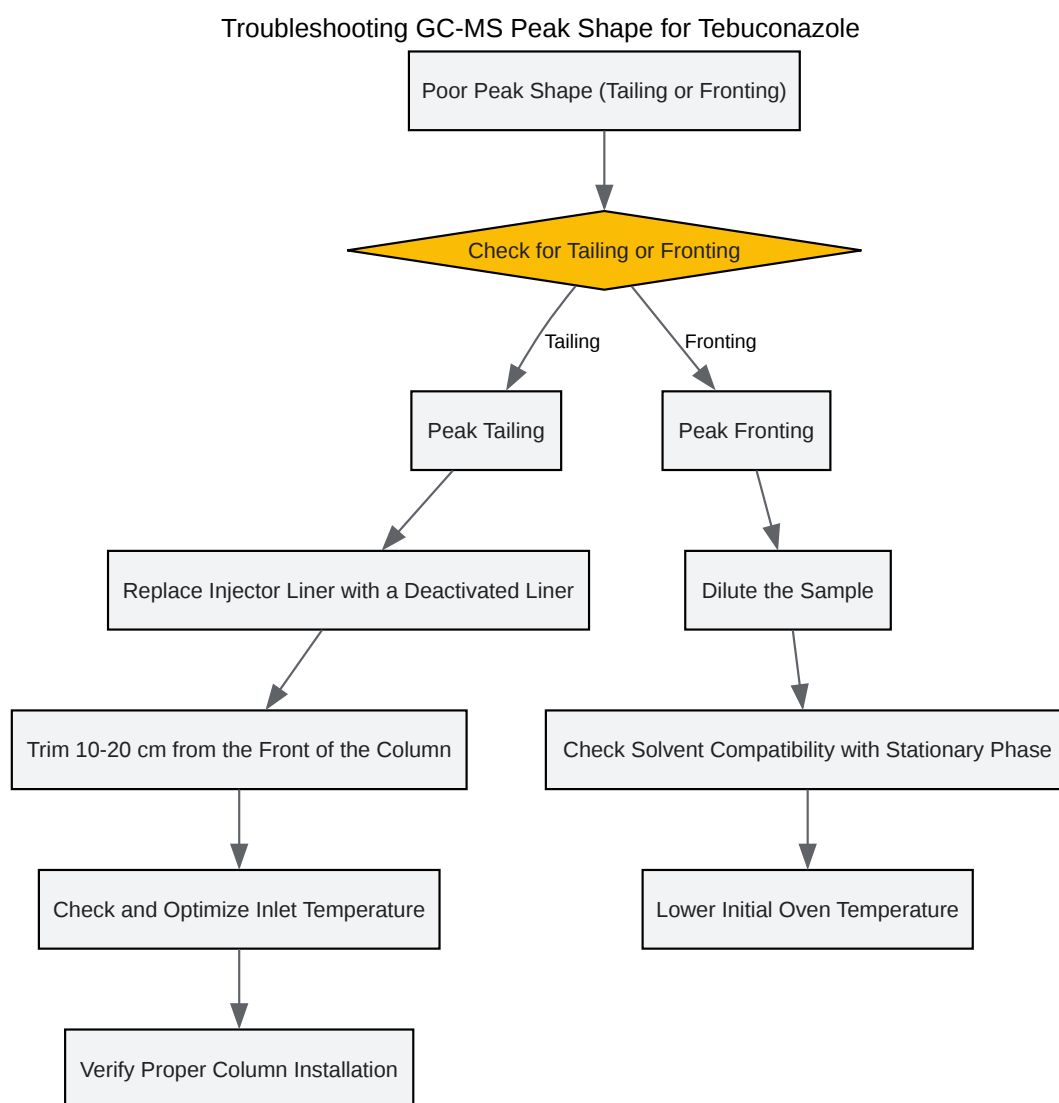 Troubleshooting GC-MS Peak Shape for Tebuconazole
Poor Peak Shape (Tailing or Fronting)
Check for Tailing or Fronting
Tailing
Fronting
Peak Tailing
Peak Fronting
Replace Injector Liner with a Deactivated Liner
Dilute the Sample
Trim 10-20 cm from the Front of the Column
Check Solvent Compatibility with Stationary Phase
Check and Optimize Inlet Temperature
Lower Initial Oven Temperature
Verify Proper Column Installation